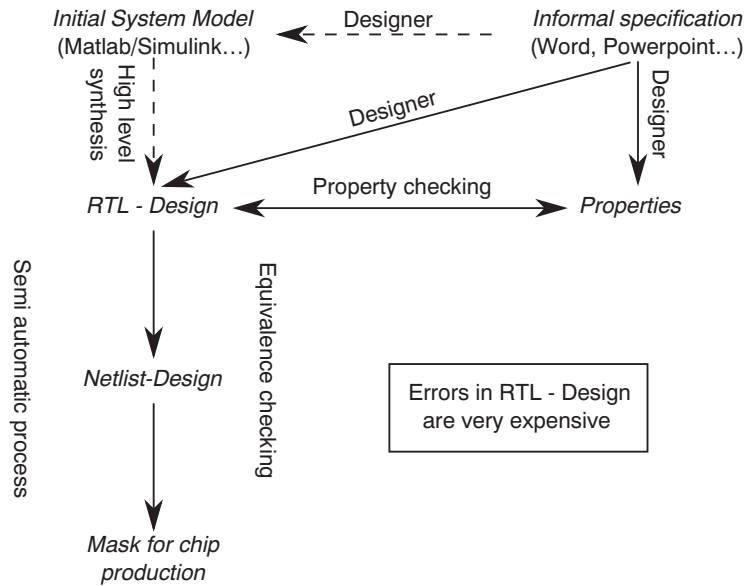 Initial System Model
(Matlab/Simulink…)
Designer
Informal specification
(Word, Powerpoint…)
High level
synthesis
Designer
Designer
RTL - Design
Property checking
Properties
Semi automatic process
Equivalence checking
Netlist-Design
Errors in RTL - Design
are very expensive
Mask for chip
production